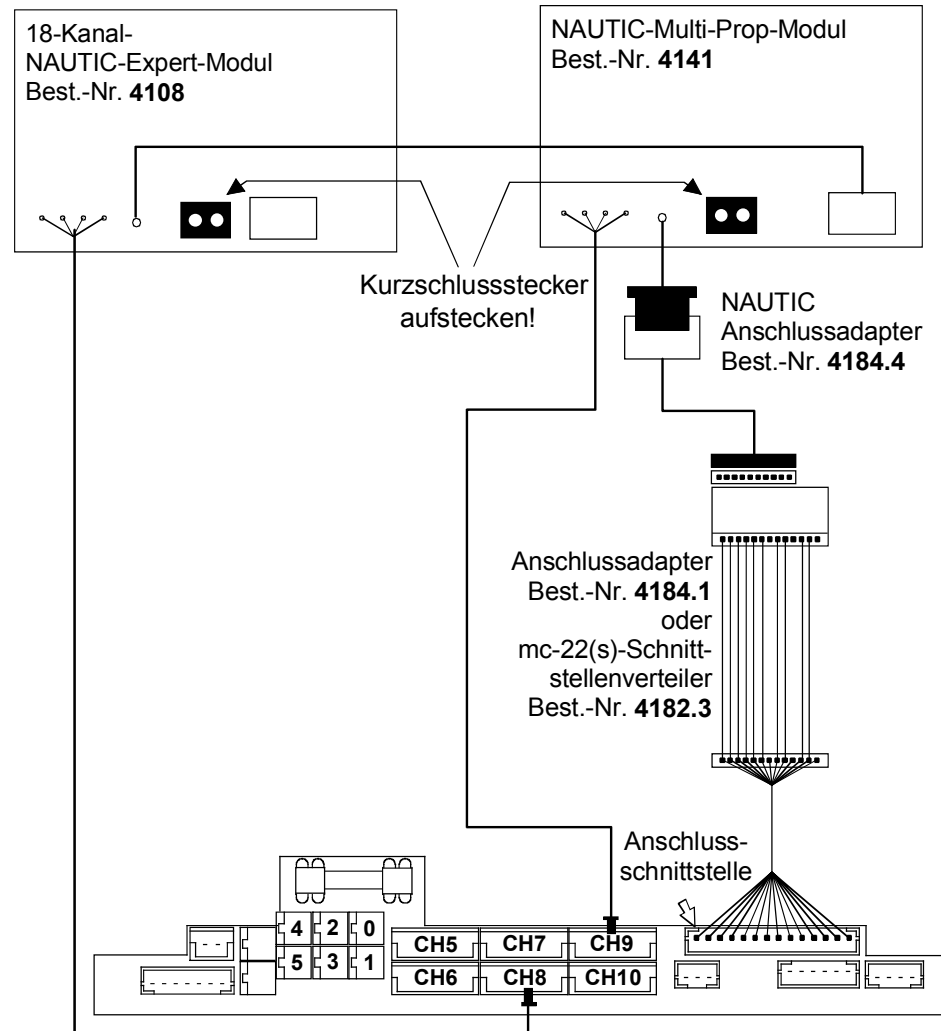 18-Kanal-
NAUTIC-Expert-Modul
Best.-Nr. 4108
NAUTIC-Multi-Prop-Modul
Best.-Nr. 4141
Kurzschlussstecker
aufstecken!
NAUTIC
Anschlussadapter
Best.-Nr. 4184.4
Anschlussadapter
Best.-Nr. 4184.1
oder
mc-22(s)-Schnitt-
stellenverteiler
Best.-Nr. 4182.3
Anschluss-
schnittstelle
4 2 0
5 3 1
CH5 CH7 CH9
CH6 CH8 CH10